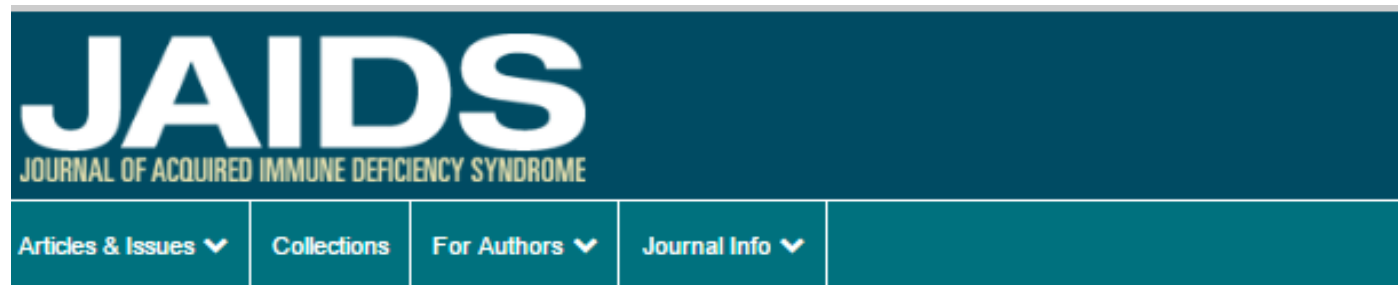 JAIDS
JOURNAL OF ACQUIRED IMMUNE DEFICIENCY SYNDROME
Articles & Issues Collections For Authors Journal Info